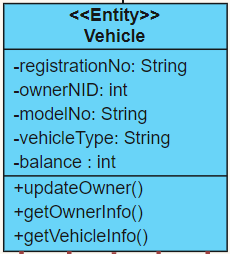 <<Entity>>
Vehicle
-registrationNo: String
-ownerNID: int
-modelNo: String
-vehicleType: String
-balance : int
+updateOwner()
+getOwnerInfo()
+getVehicleInfo()